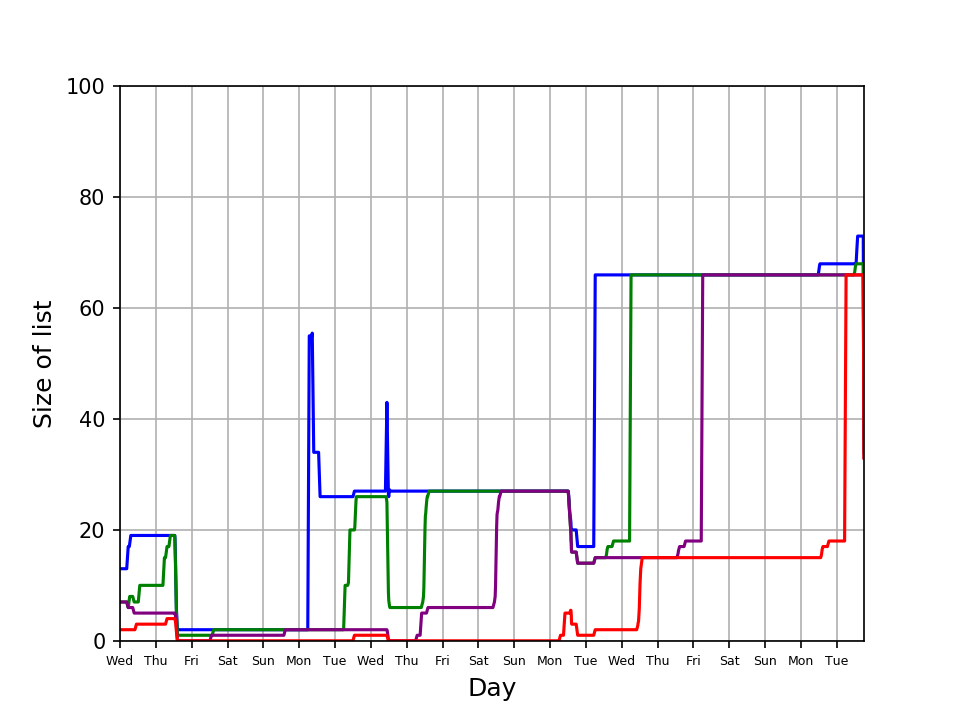 100
80
60
40
20
0
Size of list
Wed Thu Fri Sat Sun Mon Tue Wed Thu Fri Sat Sun Mon Tue Wed Thu Fri Sat Sun Mon Tue
Day